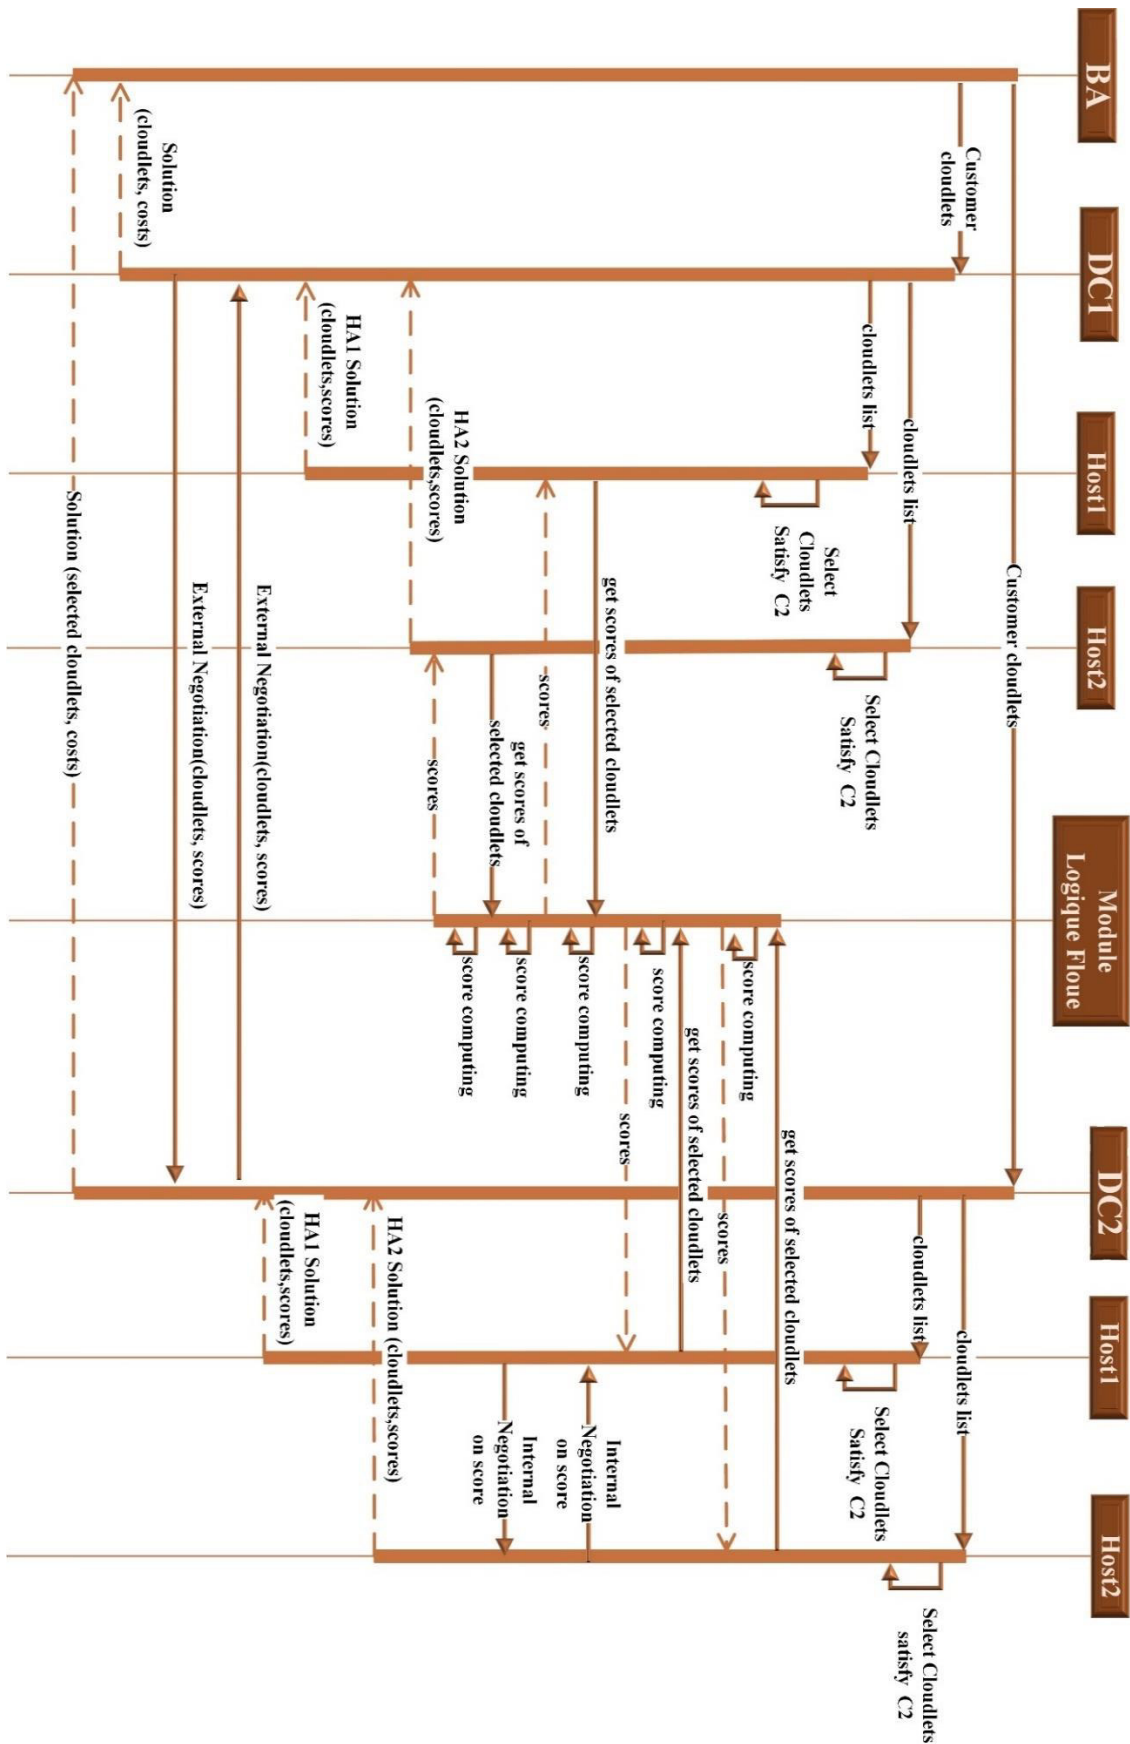 BA
DC1
Host1
Host2
Module
Logique Floue
DC2
Host1
Host2
Customer cloudlets
Customer
cloudlets
cloudlets list
cloudlets list
cloudlets list
cloudlets list
Select Cloudlets
satisfy C2
Select Cloudlets
Satisfy C2
Select Cloudlets
Satisfy C2
Select
Cloudlets
Satisfy C2
get scores of selected cloudlets
score computing
scores
get scores of selected cloudlets
score computing
scores
get scores of selected cloudlets
score computing
Internal
Negotiation
on score
scores
score computing
get scores of
selected cloudlets
Internal
Negotiation
on score
score computing
scores
HA2 Solution
(cloudlets,scores)
HA2 Solution (cloudlets,scores)
HA1 Solution
(cloudlets,scores)
HA1 Solution
(cloudlets,scores)
External Negotiation(cloudlets, scores)
External Negotiation(cloudlets, scores)
Solution
(cloudlets, costs)
Solution (selected cloudlets, costs)